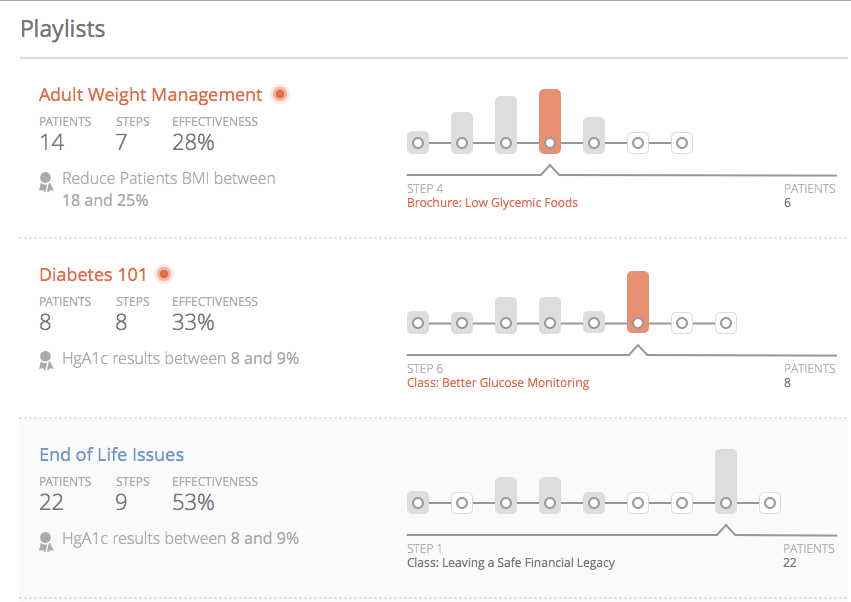 Playlists
Adult Weight Management
PATIENTS STEPS EFFECTIVENESS
14 7 28%
Reduce Patients BMI between
18 and 25%
STEP 4 PATIENTS
Brochure: Low Glycemic Foods 6
Diabetes 101
PATIENTS STEPS EFFECTIVENESS
8 8 33%
HgA1c results between 8 and 9%
STEP 6 PATIENTS
Class: Better Glucose Monitoring 8
End of Life Issues
PATIENTS STEPS EFFECTIVENESS
22 9 53%
HgA1c results between 8 and 9%
STEP 1 PATIENTS
Class: Leaving a Safe Financial Legacy 22